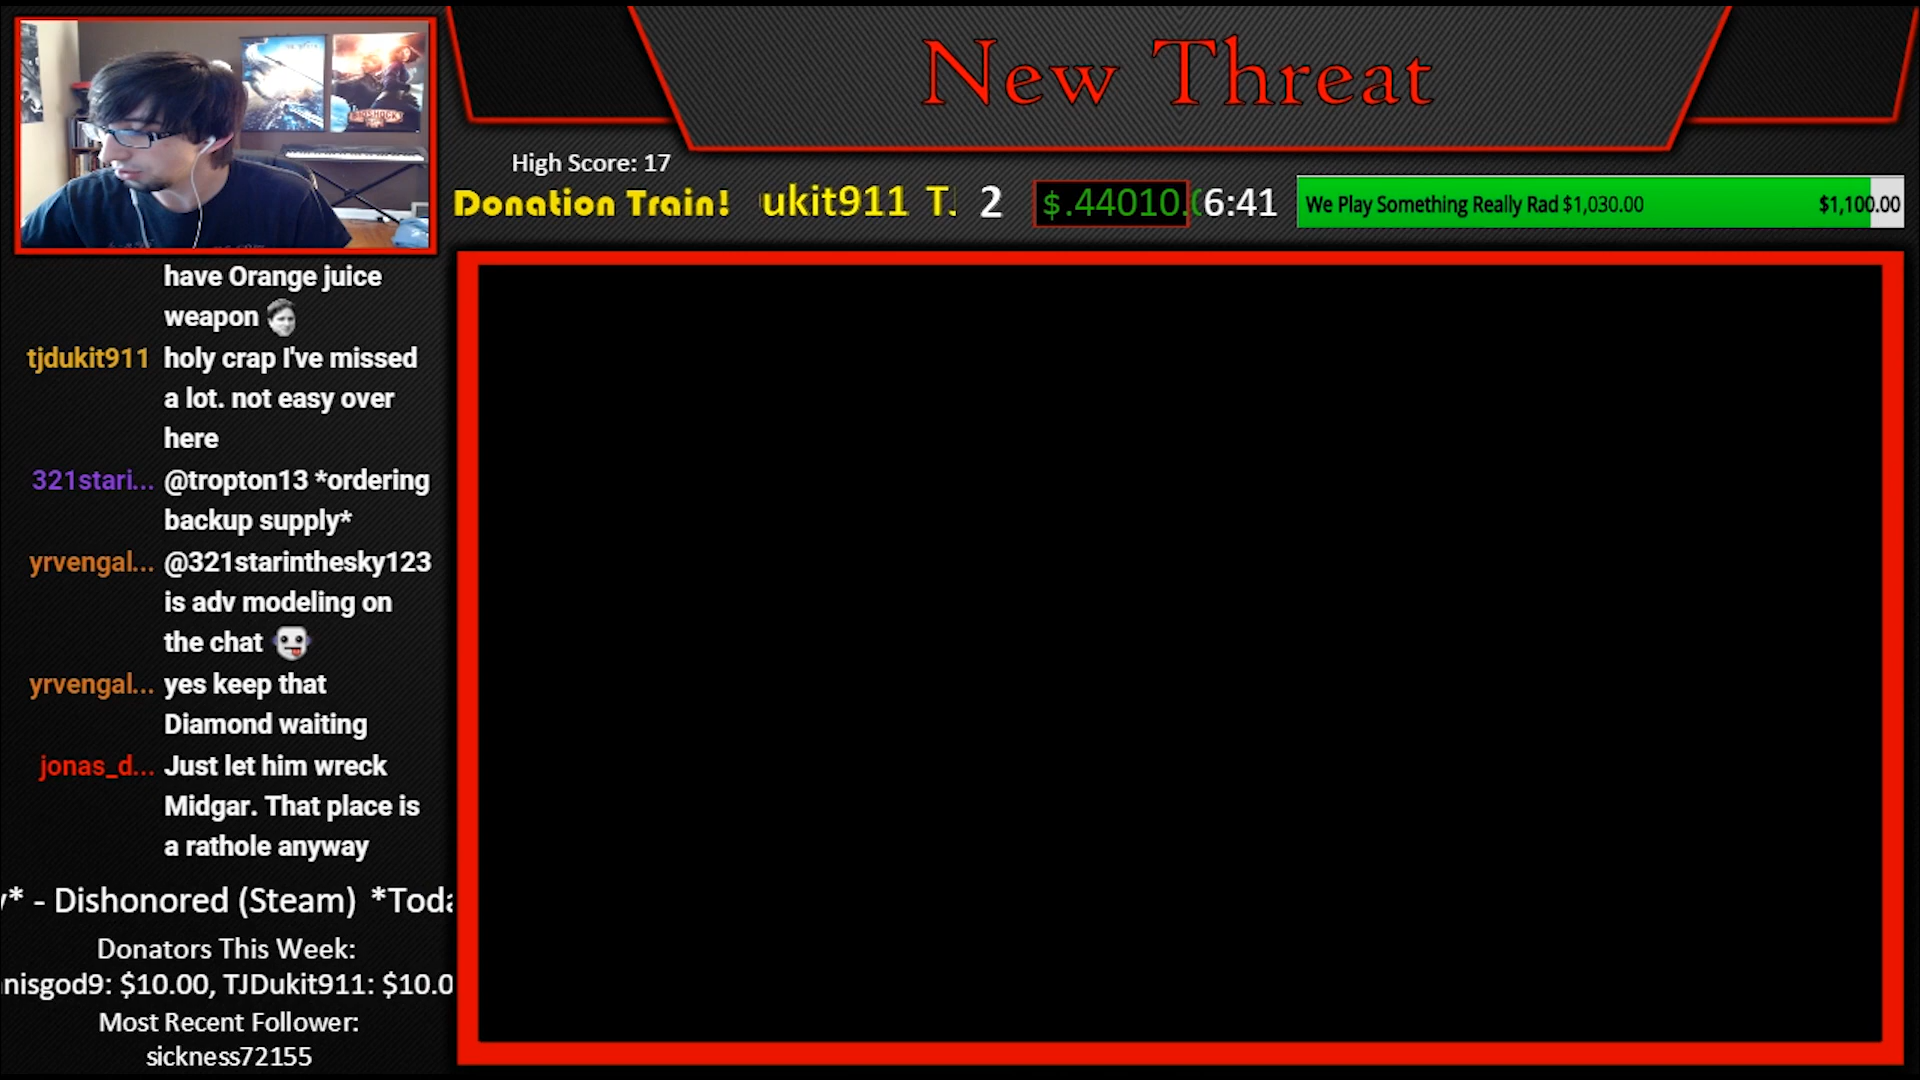 New Threat
High Score: 17
Donation Train! ukit911 TJ 2 $.44010. 6:41 We Play Something Really Rad $1,030.00 $1,100.00
BIOSHOCK
have Orange juice
weapon
tjdukit911 holy crap I've missed
a lot. not easy over
here
321stari... @tropton13 *ordering
backup supply*
yrvengal... @321starinthesky123
is adv modeling on
the chat
yrvengal... yes keep that
Diamond waiting
jonas_d... Just let him wreck
Midgar. That place is
a rathole anyway
y* - Dishonored (Steam) *Toda
Donators This Week:
nisgod9: $10.00, TJDukit911: $10.0
Most Recent Follower:
sickness72155